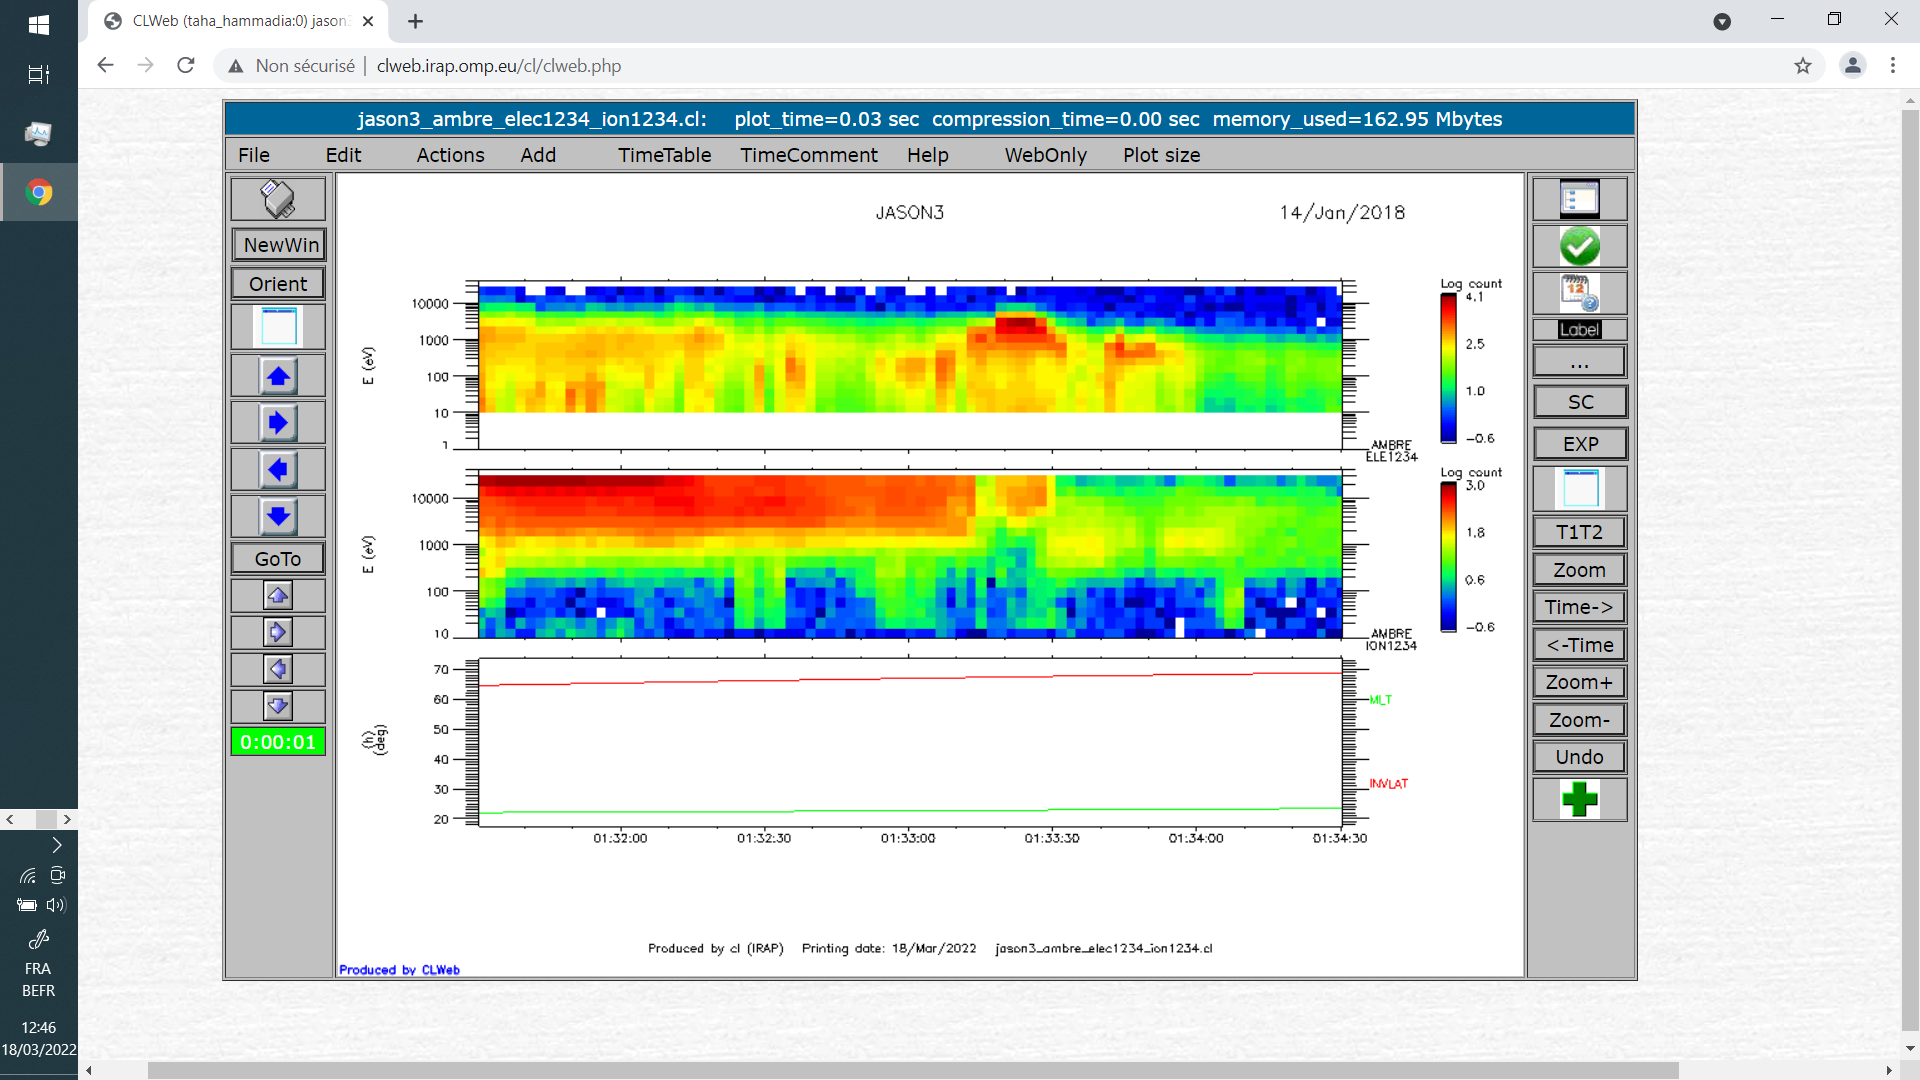 CLWeb (taha_hammadia:0) jason
Non sécurisé
clweb.irap.omp.eu/cl/clweb.php
jason3_ambre_elec1234_ion1234.cl: plot_time=0.03 sec compression_time=0.00 sec memory_used=162.95 Mbytes
File Edit Actions Add TimeTable TimeComment Help WebOnly Plot size
NewWin
Orient
GoTo
0:00:01
JASON3
14/Jan/2018
E (eV)
10000
1000
100
10
1
AMBRE
ELE1234
Log count
4.1
2.5
1.0
-0.6
E (eV)
10000
1000
100
10
AMBRE
ION1234
Log count
3.0
1.8
0.6
-0.6
(h)
(deg)
70
60
50
40
30
20
MLT
INVLAT
01:32:00 01:32:30 01:33:00 01:33:30 01:34:00 01:34:30
Produced by cl (IRAP) Printing date: 18/Mar/2022 jason3_ambre_elec1234_ion1234.cl
Produced by CLWeb
12
Label
...
SC
EXP
T1T2
Zoom
Time->
<-Time
Zoom+
Zoom-
Undo
FRA
BEFR
12:46
18/03/2022